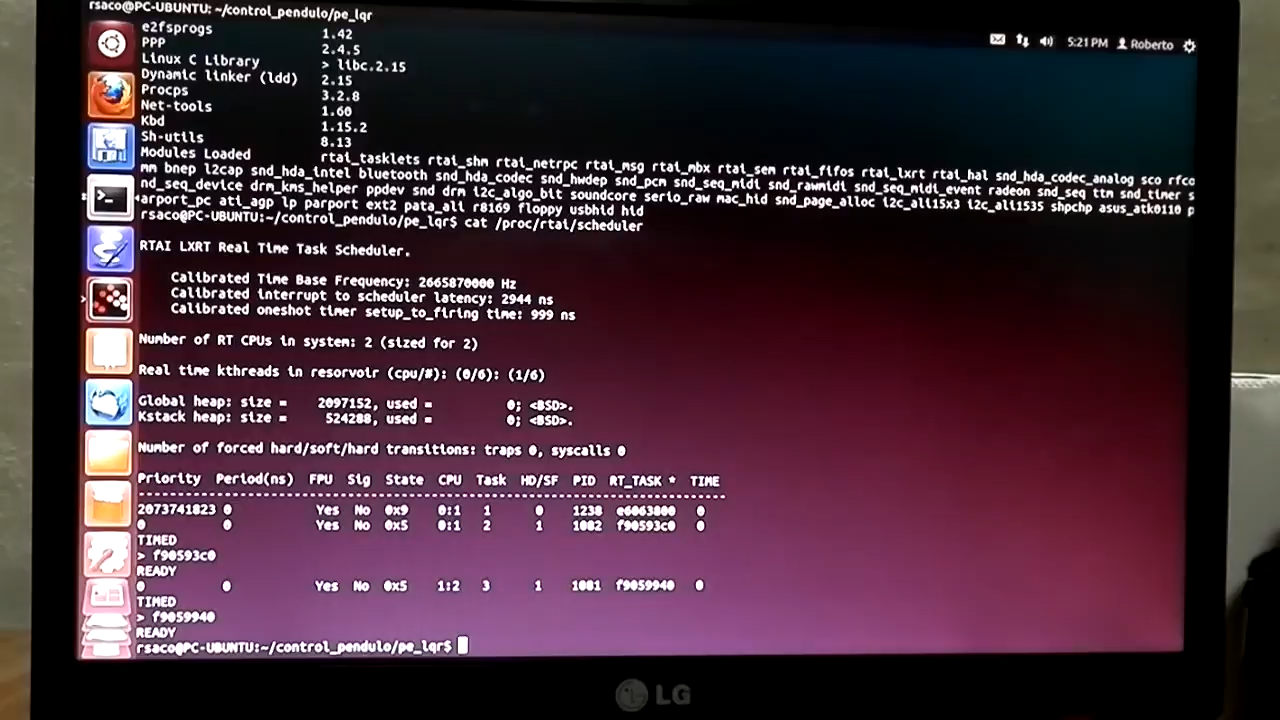 rsaco@PC-UBUNTU: ~/control_pendulo/pe_lqr
5:21 PM Roberto
e2fsprogs 1.42
PPP 2.4.5
Linux C Library > libc.2.15
Dynamic linker (ldd) 2.15
Procps 3.2.8
Net-tools 1.60
Kbd 1.15.2
Sh-utils 8.13
Modules Loaded rtai_tasklets rtai_shm rtai_netrpc rtai_msg rtai_mbx rtai_sem rtai_fifos rtai_lxrt rtai_hal snd_hda_codec_analog sco rfco
mm bnep l2cap snd_hda_intel bluetooth snd_hda_codec snd_hwdep snd_pcm snd_seq_midi snd_rawmidi snd_seq_midi_event radeon snd_seq ttm snd_timer s
nd_seq_device drm_kms_helper ppdev snd drm i2c_algo_bit soundcore serio_raw mac_hid snd_page_alloc i2c_ali15x3 i2c_ali1535 shpchp asus_atk0110 p
arport_pc ati_agp lp parport ext2 pata_ali r8169 floppy usbhid hid
rsaco@PC-UBUNTU:~/control_pendulo/pe_lqr$ cat /proc/rtai/scheduler
RTAI LXRT Real Time Task Scheduler.
Calibrated Time Base Frequency: 2665870000 Hz
Calibrated interrupt to scheduler latency: 2944 ns
Calibrated oneshot timer setup_to_firing time: 999 ns
Number of RT CPUs in system: 2 (sized for 2)
Real time kthreads in resorvoir (cpu/#): (0/6): (1/6)
Global heap: size = 2097152, used = 0; <BSD>.
Kstack heap: size = 524288, used = 0; <BSD>.
Number of forced hard/soft/hard transitions: traps 0, syscalls 0
Priority Period(ns) FPU Sig State CPU Task HD/SF PID RT_TASK * TIME
2073741823 0 Yes No 0x9 0:1 1 0 1238 e6063800 0
0 0 Yes No 0x5 0:1 2 1 1082 f90593c0 0
TIMED
> f90593c0
READY
0 0 Yes No 0x5 1:2 3 1 1081 f9059940 0
TIMED
> f9059940
READY
rsaco@PC-UBUNTU:~/control_pendulo/pe_lqr$
LG